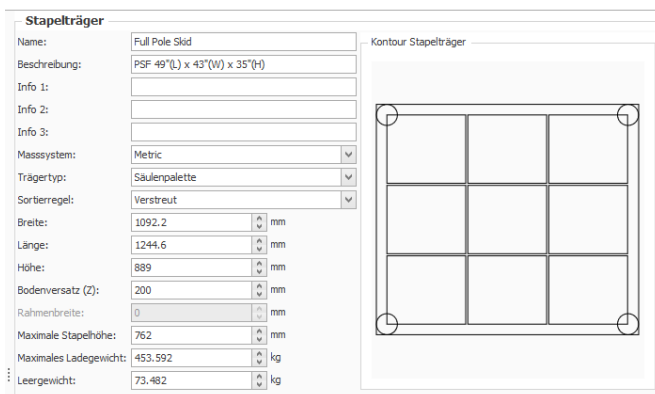 Stapelträger
Name: Full Pole Skid
Kontour Stapelträger
Beschreibung: PSF 49"(L) x 43"(W) x 35"(H)
Info 1:
Info 2:
Info 3:
Masssystem: Metric
Trägertyp: Säulenpalette
Sortierregel: Verstreut
Breite: 1092.2 mm
Länge: 1244.6 mm
Höhe: 889 mm
Bodenversatz (Z): 200 mm
Rahmenbreite: 0 mm
Maximale Stapelhöhe: 762 mm
Maximales Ladegewicht: 453.592 kg
Leergewicht: 73.482 kg